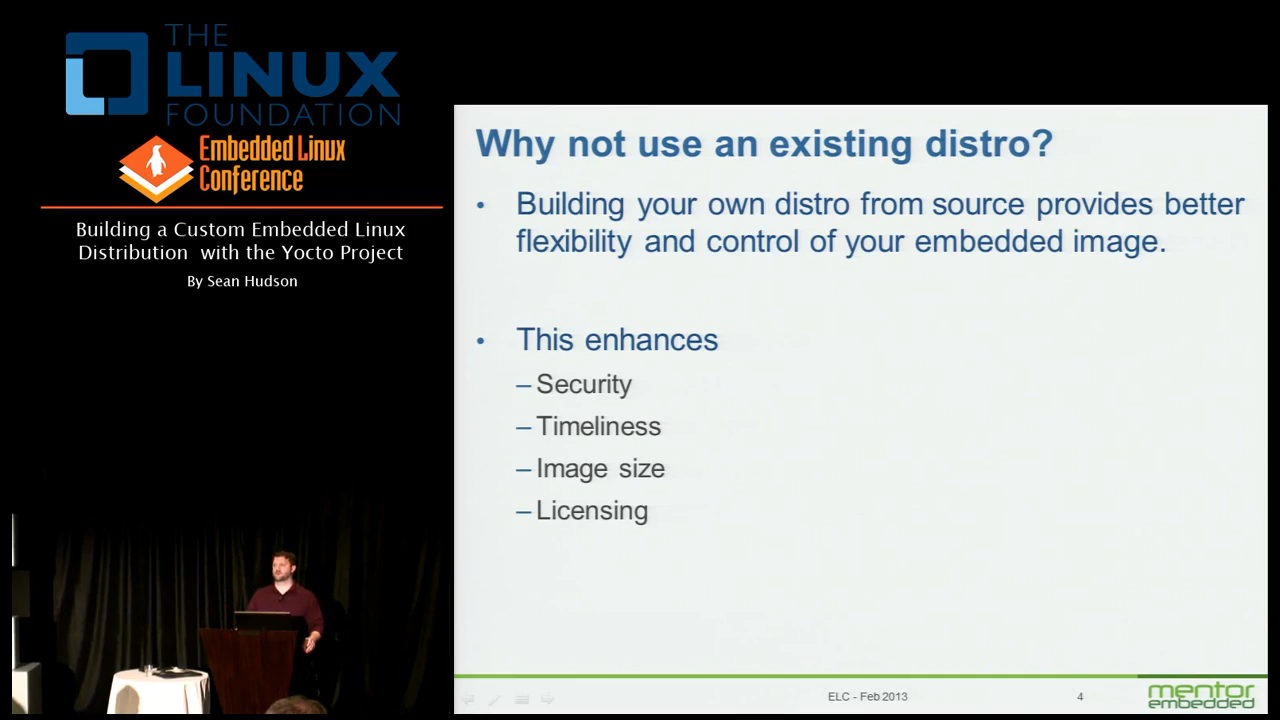 THE
LINUX
FOUNDATION
Embedded Linux
Conference
Building a Custom Embedded Linux
Distribution with the Yocto Project
By Sean Hudson
Why not use an existing distro?
• Building your own distro from source provides better
flexibility and control of your embedded image.
• This enhances
– Security
– Timeliness
– Image size
– Licensing
ELC - Feb 2013
4
mentor
embedded